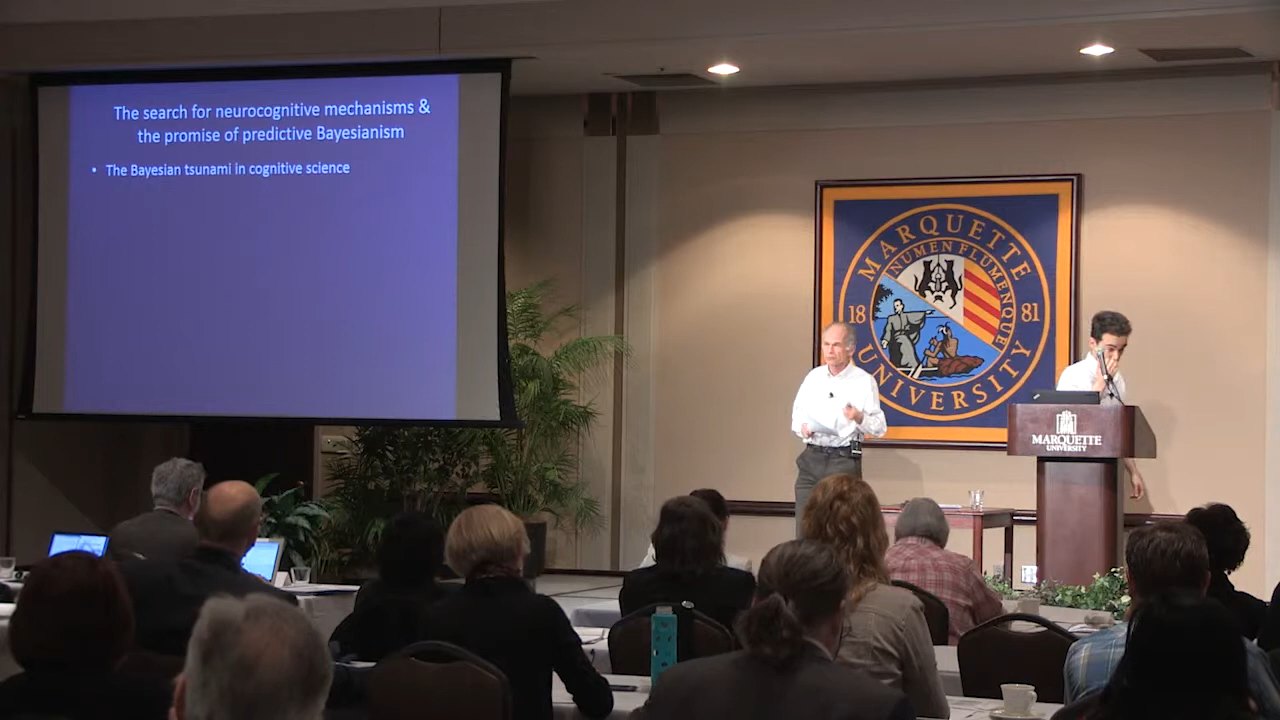 The search for neurocognitive mechanisms &
the promise of predictive Bayesianism
• The Bayesian tsunami in cognitive science
MARQUETTE
NUMEN FLUMENQUE
18 81
UNIVERSITY
MARQUETTE
UNIVERSITY